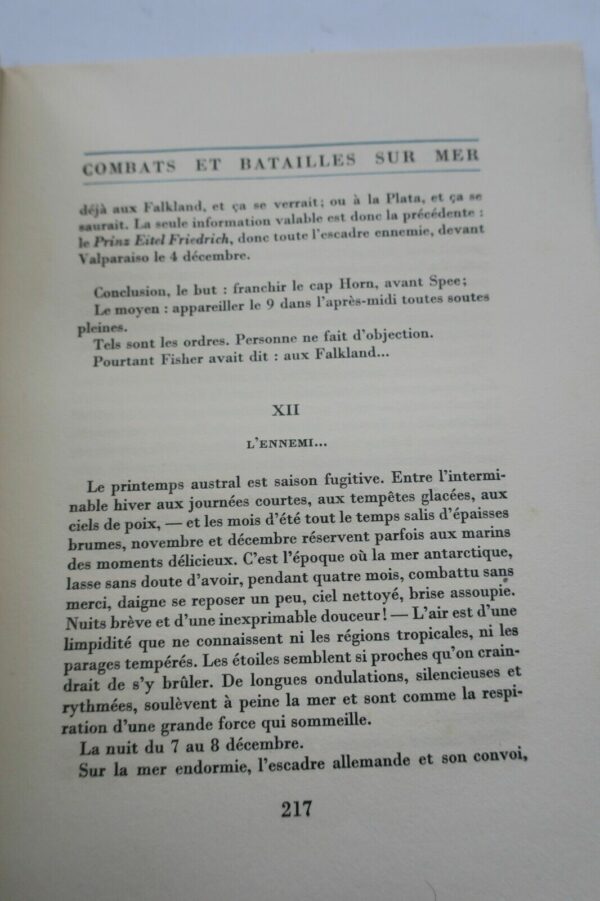 COMBATS ET BATAILLES SUR MER
déjà aux Falkland, et ça se verrait; ou à la Plata, et ça se
saurait. La seule information valable est donc la précédente :
le Prinz Eitel Friedrich, donc toute l'escadre ennemie, devant
Valparaiso le 4 décembre.
Conclusion, le but : franchir le cap Horn, avant Spee;
Le moyen : appareiller le 9 dans l'après-midi toutes soutes
pleines.
Tels sont les ordres. Personne ne fait d'objection.
Pourtant Fisher avait dit : aux Falkland...
XII
L'ENNEMI...
Le printemps austral est saison fugitive. Entre l'intermi-
nable hiver aux journées courtes, aux tempêtes glacées, aux
ciels de poix, — et les mois d'été tout le temps salis d'épaisses
brumes, novembre et décembre réservent parfois aux marins
des moments délicieux. C'est l'époque où la mer antarctique,
lasse sans doute d'avoir, pendant quatre mois, combattu sans
merci, daigne se reposer un peu, ciel nettoyé, brise assoupie.
Nuits brève et d'une inexprimable douceur! — L'air est d'une
limpidité que ne connaissent ni les régions tropicales, ni les
parages tempérés. Les étoiles semblent si proches qu'on crain-
drait de s'y brûler. De longues ondulations, silencieuses et
rythmées, soulèvent à peine la mer et sont comme la respi-
ration d'une grande force qui sommeille.
La nuit du 7 au 8 décembre.
Sur la mer endormie, l'escadre allemande et son convoi,
217